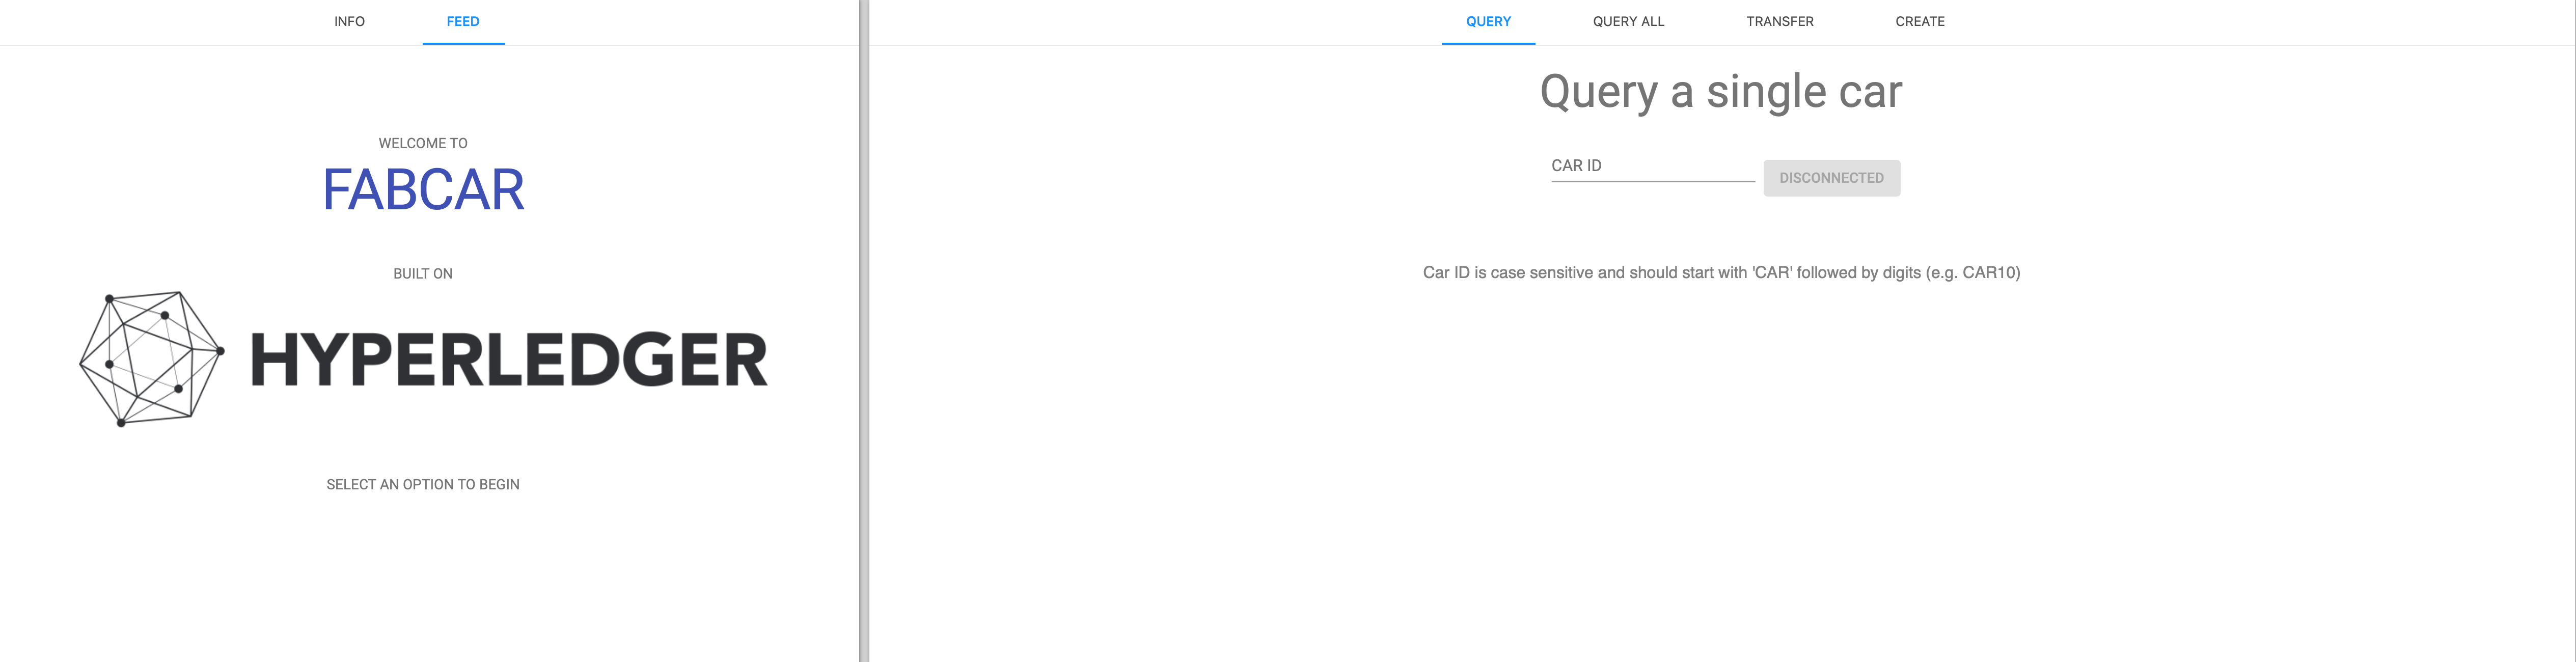 INFO
FEED
WELCOME TO
FABCAR
BUILT ON
HYPERLEDGER
SELECT AN OPTION TO BEGIN
QUERY
QUERY ALL
TRANSFER
CREATE
Query a single car
CAR ID
DISCONNECTED
Car ID is case sensitive and should start with 'CAR' followed by digits (e.g. CAR10)